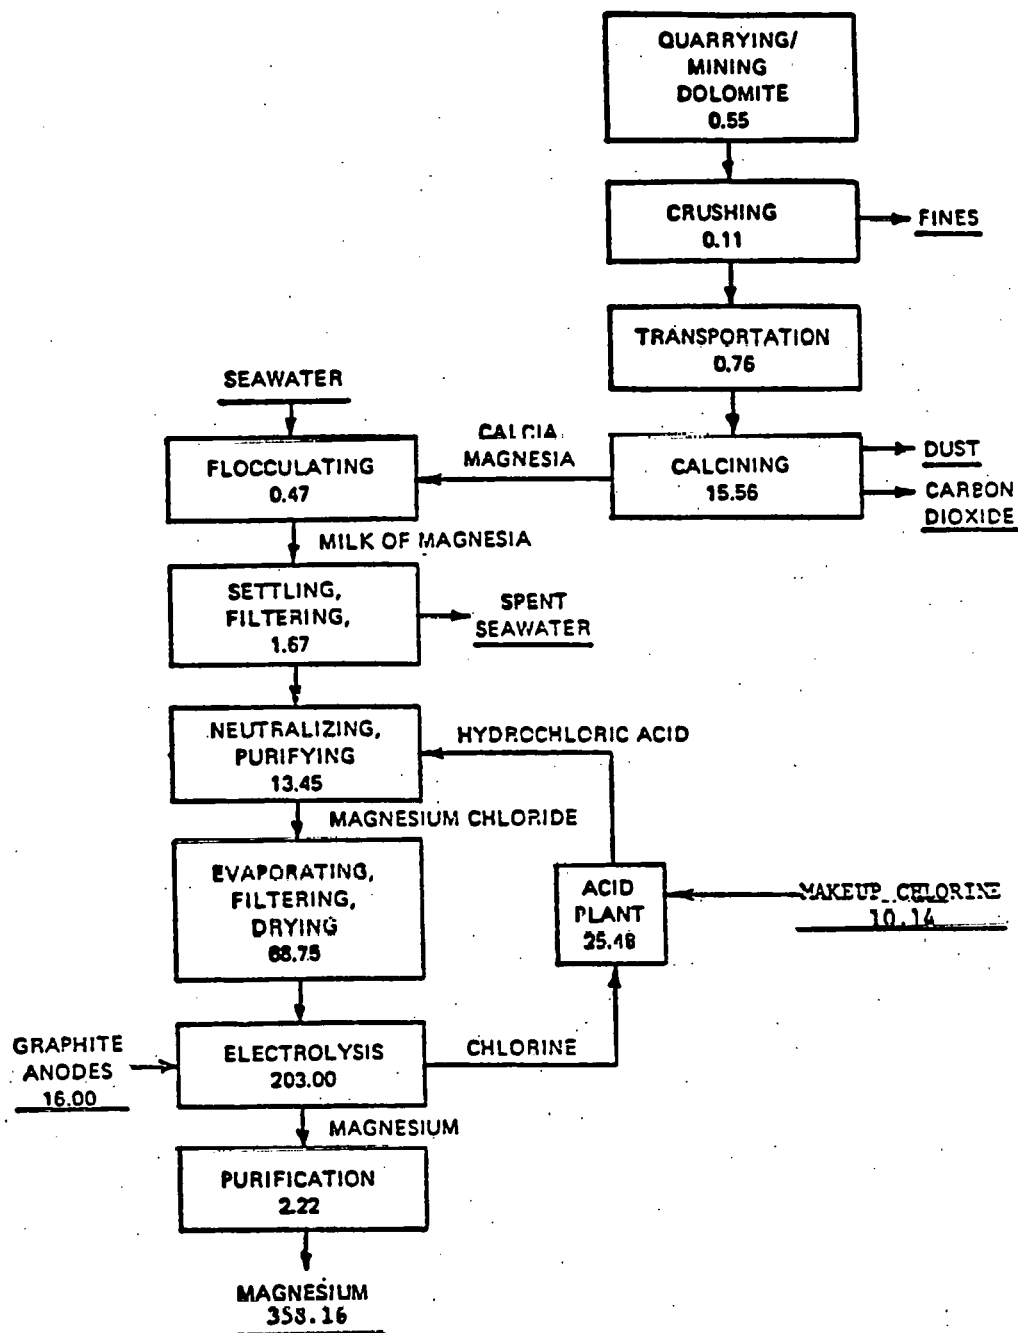 QUARRYING/
MINING
DOLOMITE
0.55
CRUSHING
0.11
FINES
TRANSPORTATION
0.76
SEAWATER
FLOCCULATING
0.47
CALCIA
MAGNESIA
CALCINING
15.56
DUST
CARBON
DIOXIDE
MILK OF MAGNESIA
SETTLING,
FILTERING,
1.67
SPENT
SEAWATER
NEUTRALIZING,
PURIFYING
13.45
HYDROCHLORIC ACID
MAGNESIUM CHLORIDE
EVAPORATING,
FILTERING,
DRYING
68.75
ACID
PLANT
25.48
MAKEUP CHLORINE
10.14
GRAPHITE
ANODES
16.00
ELECTROLYSIS
203.00
CHLORINE
MAGNESIUM
PURIFICATION
2.22
MAGNESIUM
358.16